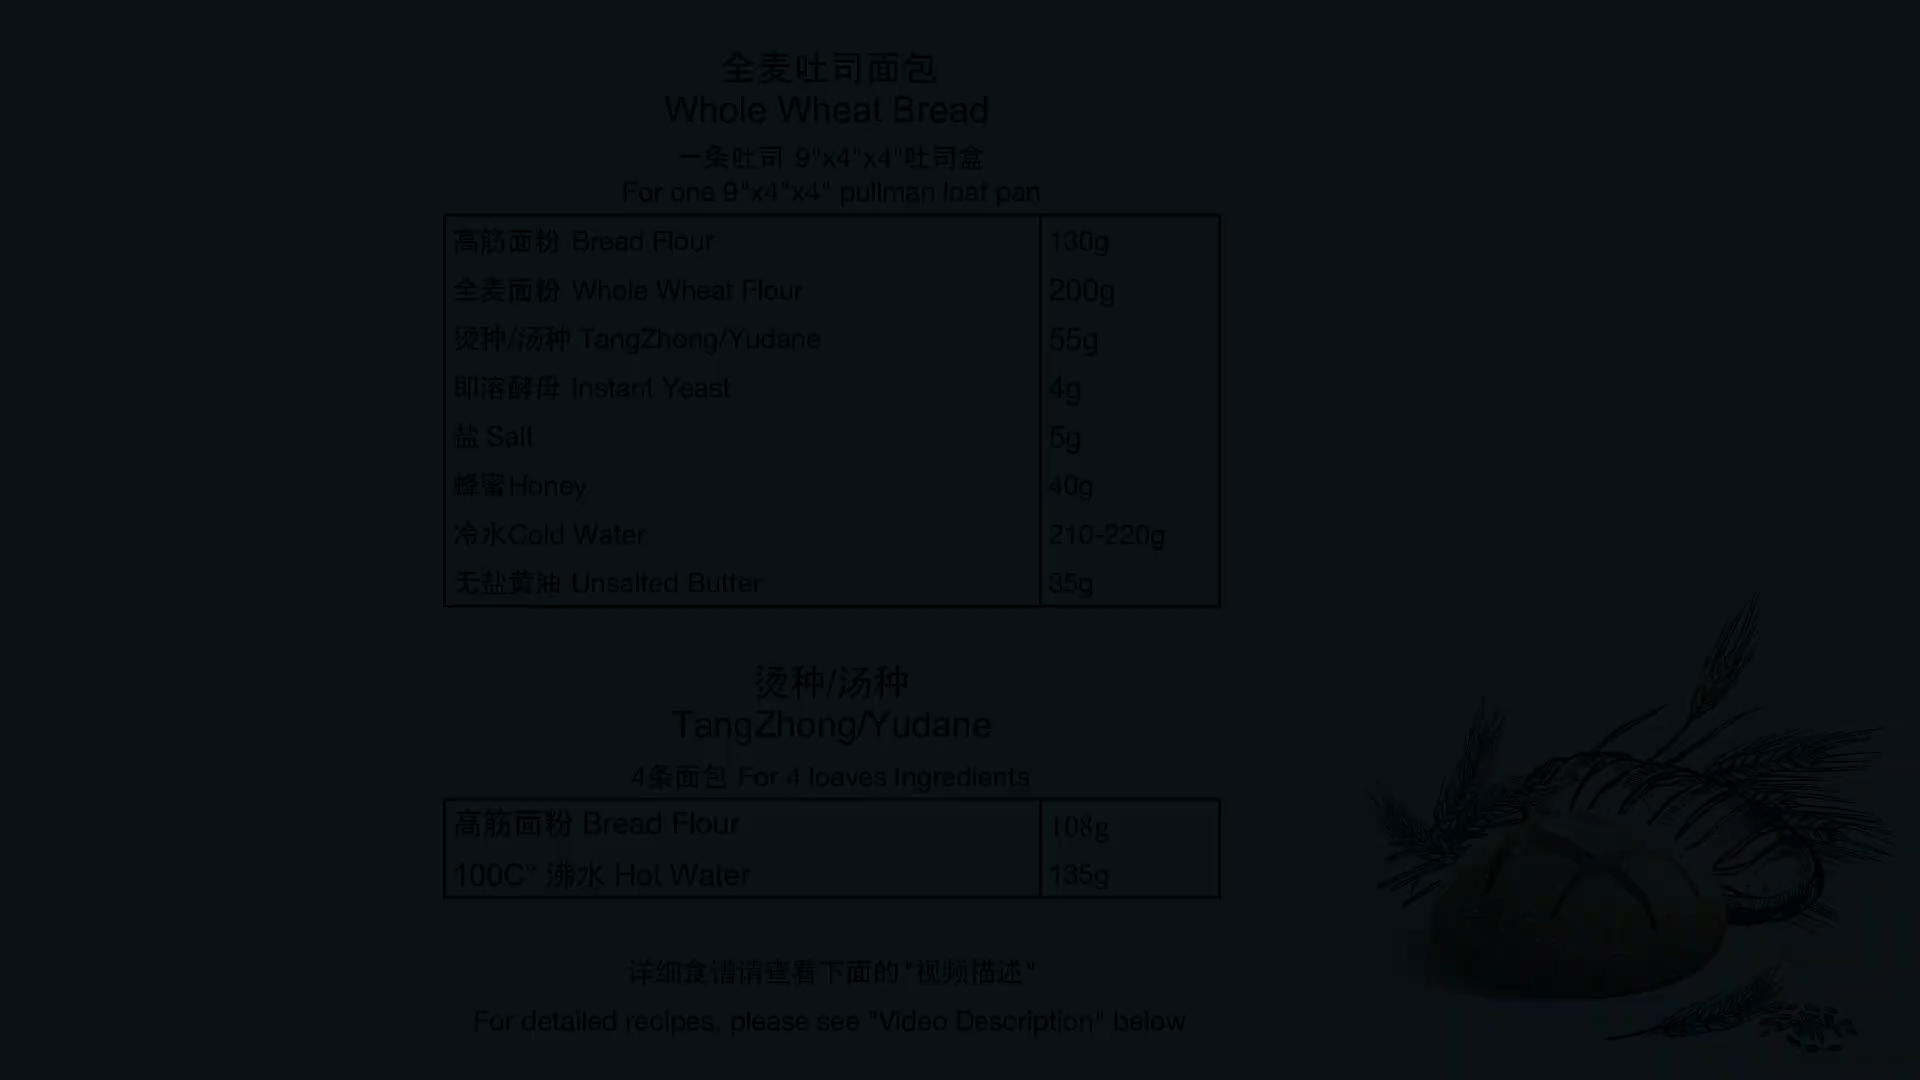 全麦吐司面包
Whole Wheat Bread
一条吐司 9"x4"x4"吐司盒
For one 9"x4"x4" pullman loaf pan
高筋面粉 Bread Flour 130g
全麦面粉 Whole Wheat Flour 200g
烫种/汤种 TangZhong/Yudane 55g
即溶酵母 Instant Yeast 4g
盐 Salt 5g
蜂蜜Honey 40g
冷水Cold Water 210-220g
无盐黄油 Unsalted Butter 35g
烫种/汤种
TangZhong/Yudane
4条面包 For 4 loaves Ingredients
高筋面粉 Bread Flour 108g
100C° 沸水 Hot Water 135g
详细食谱请查看下面的"视频描述"
For detailed recipes, please see "Video Description" below